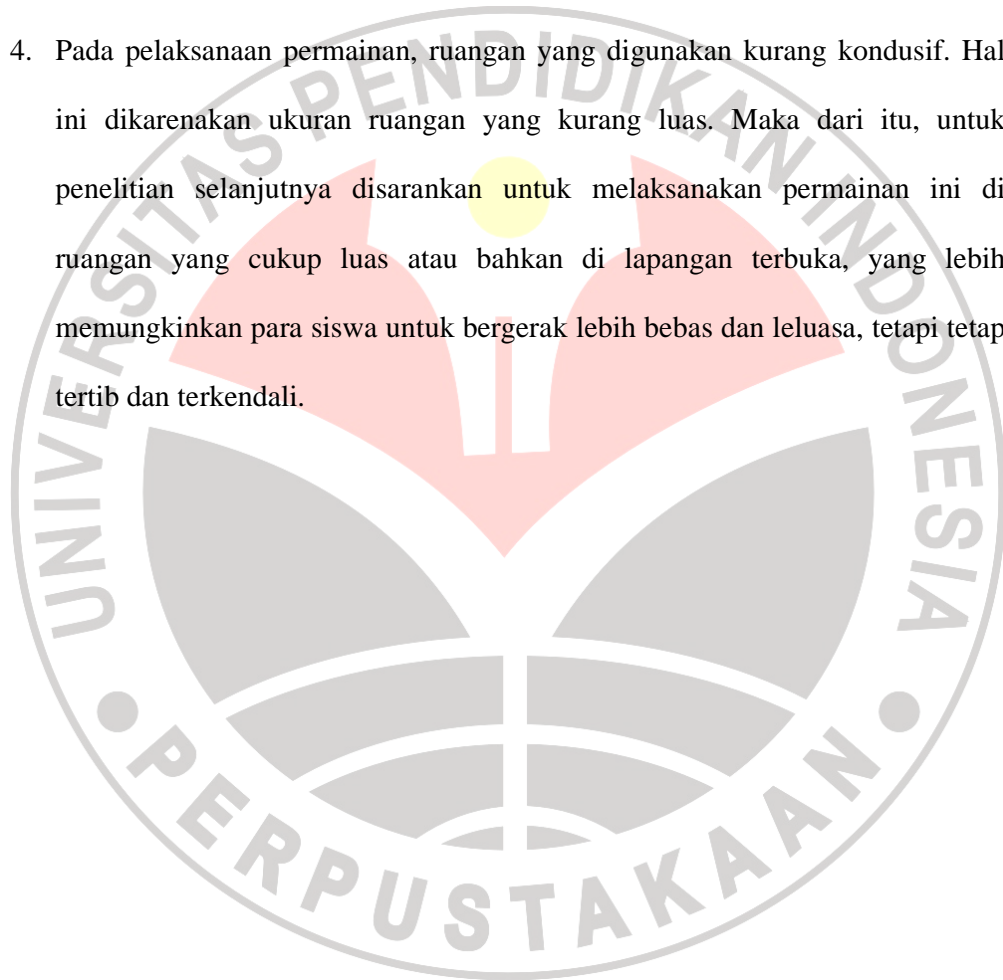 4. Pada pelaksanaan permainan, ruangan yang digunakan kurang kondusif. Hal
ini dikarenakan ukuran ruangan yang kurang luas. Maka dari itu, untuk
penelitian selanjutnya disarankan untuk melaksanakan permainan ini di
ruangan yang cukup luas atau bahkan di lapangan terbuka, yang lebih
memungkinkan para siswa untuk bergerak lebih bebas dan leluasa, tetapi tetap
tertib dan terkendali.
UNIVERSITAS PENDIDIKAN INDONESIA
PERPUSTAKAAN